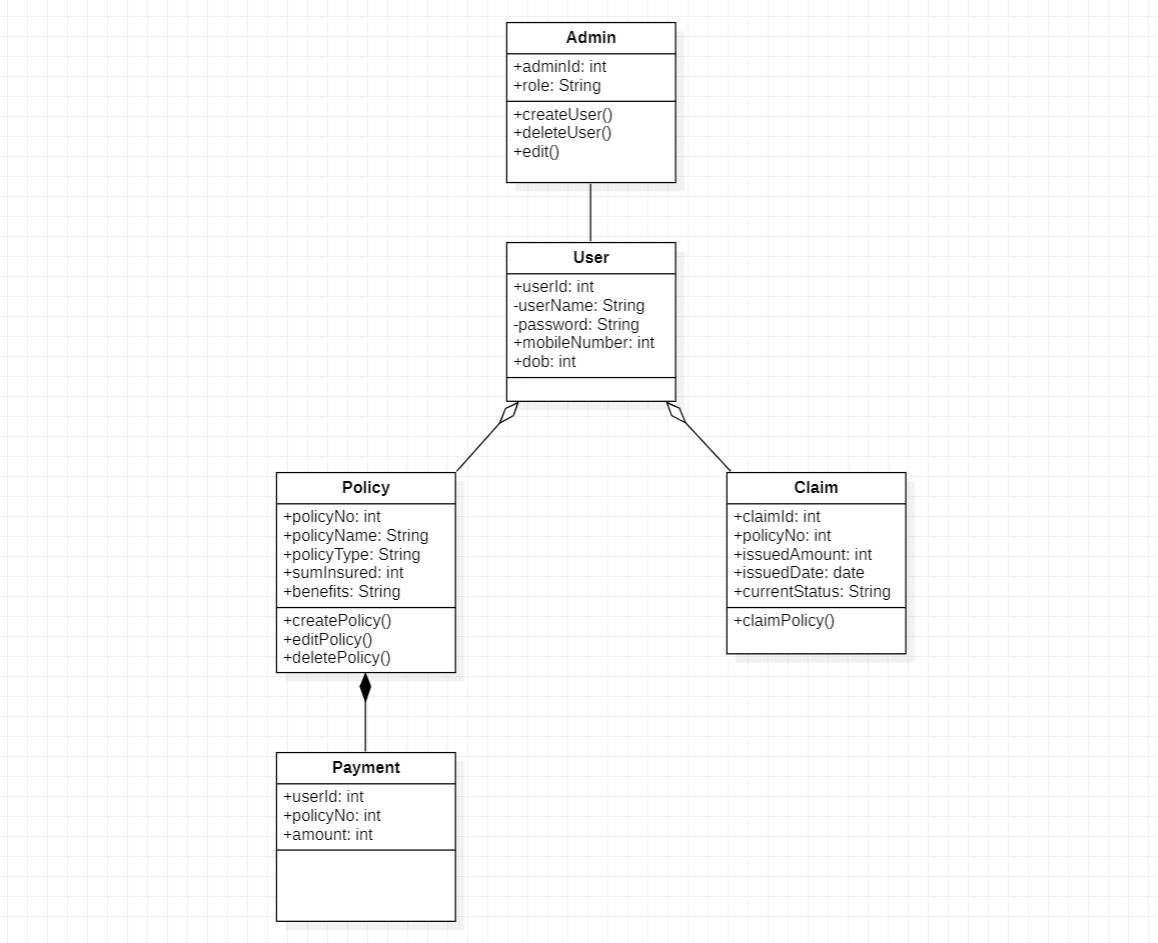 Admin
+adminId: int
+role: String
+createUser()
+deleteUser()
+edit()
User
+userId: int
-userName: String
-password: String
+mobileNumber: int
+dob: int
Policy
+policyNo: int
+policyName: String
+policyType: String
+sumInsured: int
+benefits: String
+createPolicy()
+editPolicy()
+deletePolicy()
Claim
+claimId: int
+policyNo: int
+issuedAmount: int
+issuedDate: date
+currentStatus: String
+claimPolicy()
Payment
+userId: int
+policyNo: int
+amount: int